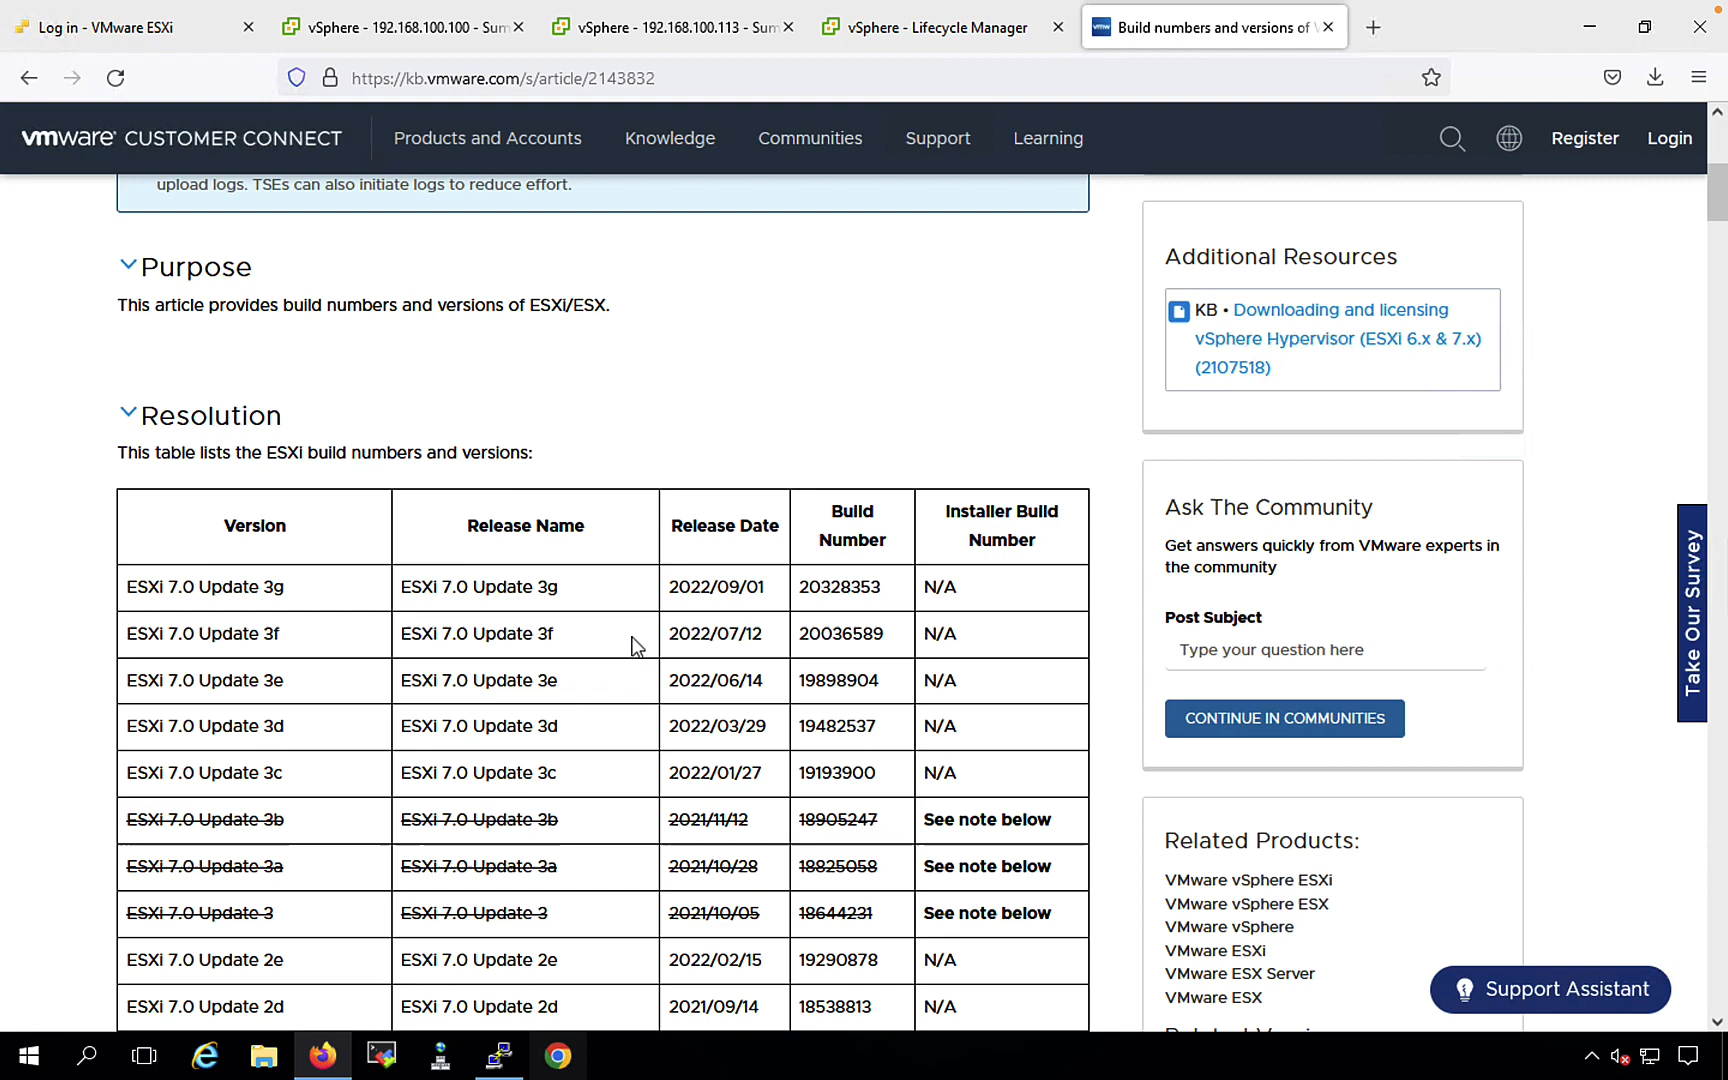 Log in - VMware ESXi
vSphere - 192.168.100.100 - Sum
vSphere - 192.168.100.113 - Sum
vSphere - Lifecycle Manager
Build numbers and versions of
https://kb.vmware.com/s/article/2143832
vmware® CUSTOMER CONNECT
Products and Accounts
Knowledge
Communities
Support
Learning
Register
Login
upload logs. TSEs can also initiate logs to reduce effort.
Purpose
This article provides build numbers and versions of ESXi/ESX.
Resolution
This table lists the ESXi build numbers and versions:
Version Release Name Release Date Build Number Installer Build Number
ESXi 7.0 Update 3g ESXi 7.0 Update 3g 2022/09/01 20328353 N/A
ESXi 7.0 Update 3f ESXi 7.0 Update 3f 2022/07/12 20036589 N/A
ESXi 7.0 Update 3e ESXi 7.0 Update 3e 2022/06/14 19898904 N/A
ESXi 7.0 Update 3d ESXi 7.0 Update 3d 2022/03/29 19482537 N/A
ESXi 7.0 Update 3c ESXi 7.0 Update 3c 2022/01/27 19193900 N/A
ESXi 7.0 Update 3b ESXi 7.0 Update 3b 2021/11/12 18905247 See note below
ESXi 7.0 Update 3a ESXi 7.0 Update 3a 2021/10/28 18825058 See note below
ESXi 7.0 Update 3 ESXi 7.0 Update 3 2021/10/05 18644231 See note below
ESXi 7.0 Update 2e ESXi 7.0 Update 2e 2022/02/15 19290878 N/A
ESXi 7.0 Update 2d ESXi 7.0 Update 2d 2021/09/14 18538813 N/A
Additional Resources
KB • Downloading and licensing
vSphere Hypervisor (ESXi 6.x & 7.x)
(2107518)
Ask The Community
Get answers quickly from VMware experts in
the community
Post Subject
Type your question here
CONTINUE IN COMMUNITIES
Related Products:
VMware vSphere ESXi
VMware vSphere ESX
VMware vSphere
VMware ESXi
VMware ESX Server
VMware ESX
Take Our Survey
Support Assistant